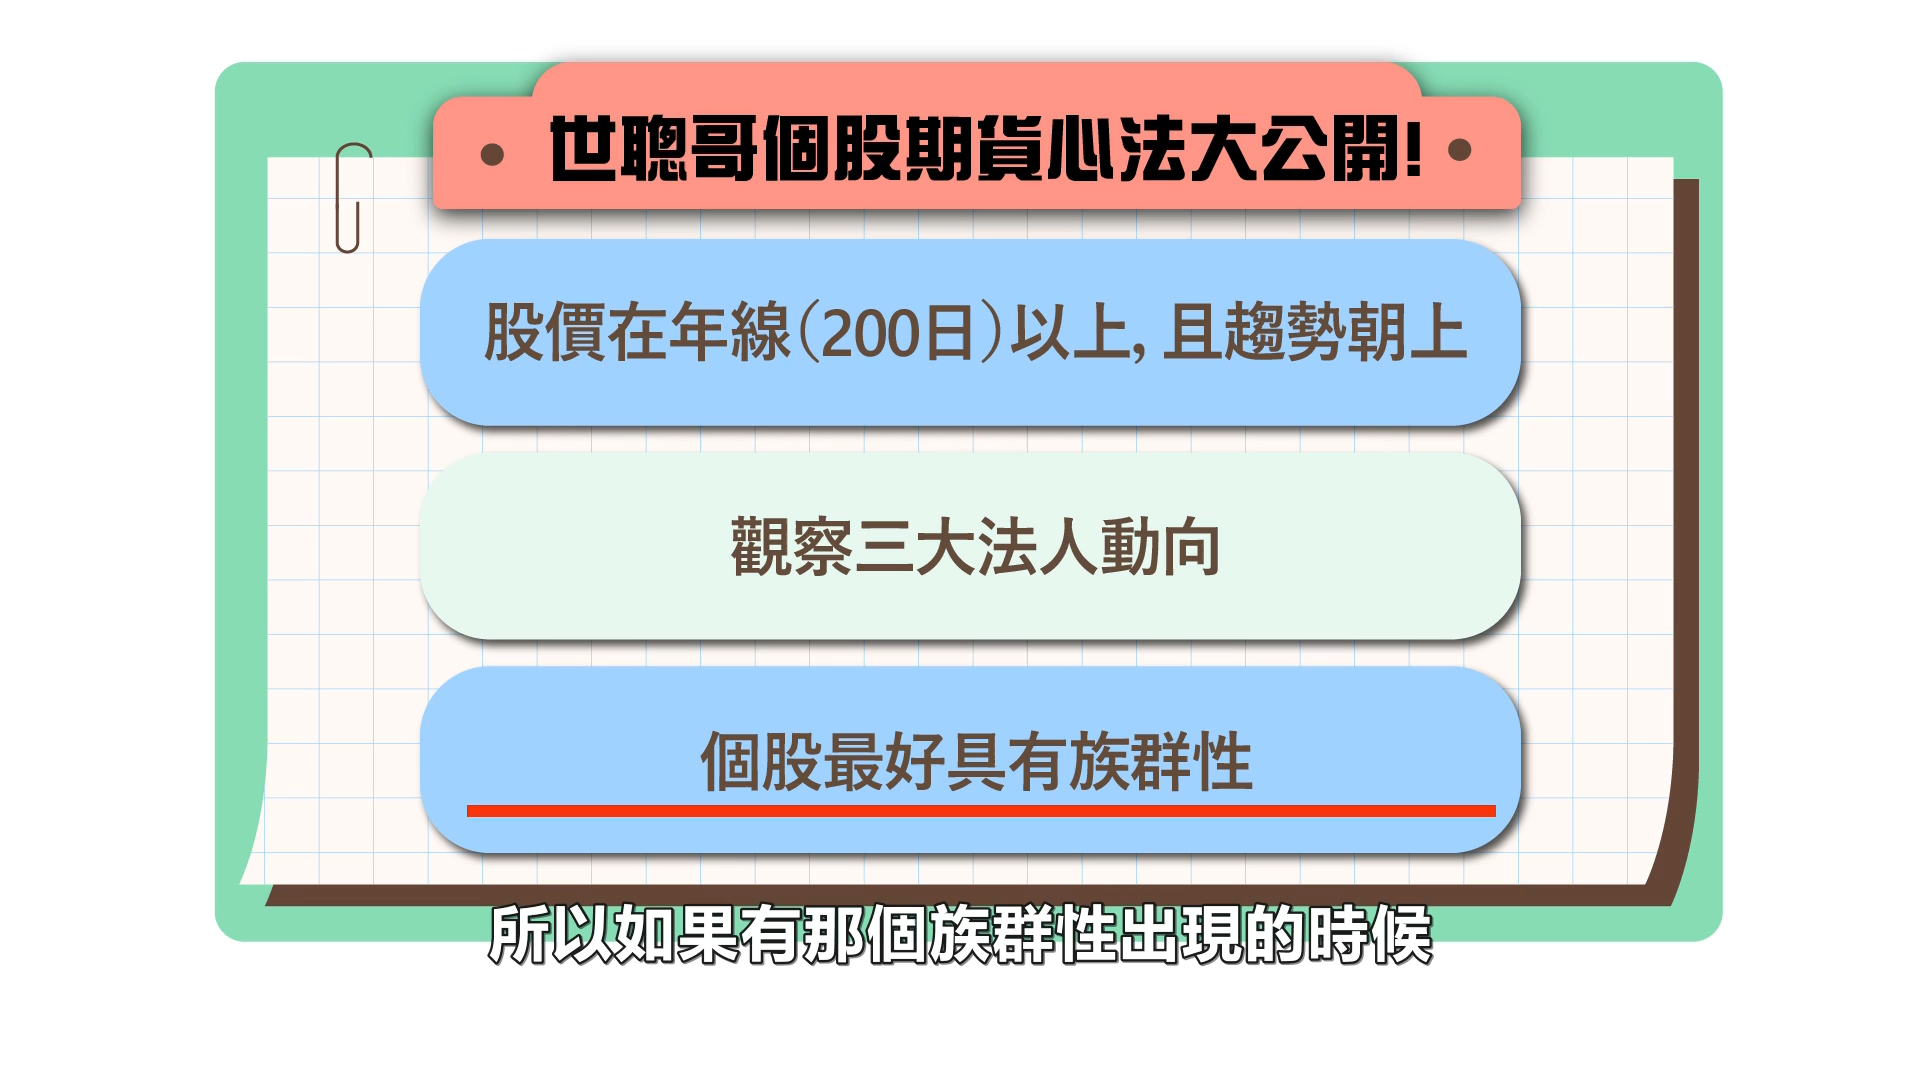 世聰哥個股期貨心法大公開!
股價在年線(200日)以上,且趨勢朝上
觀察三大法人動向
個股最好具有族群性
所以如果有那個族群性出現的時候